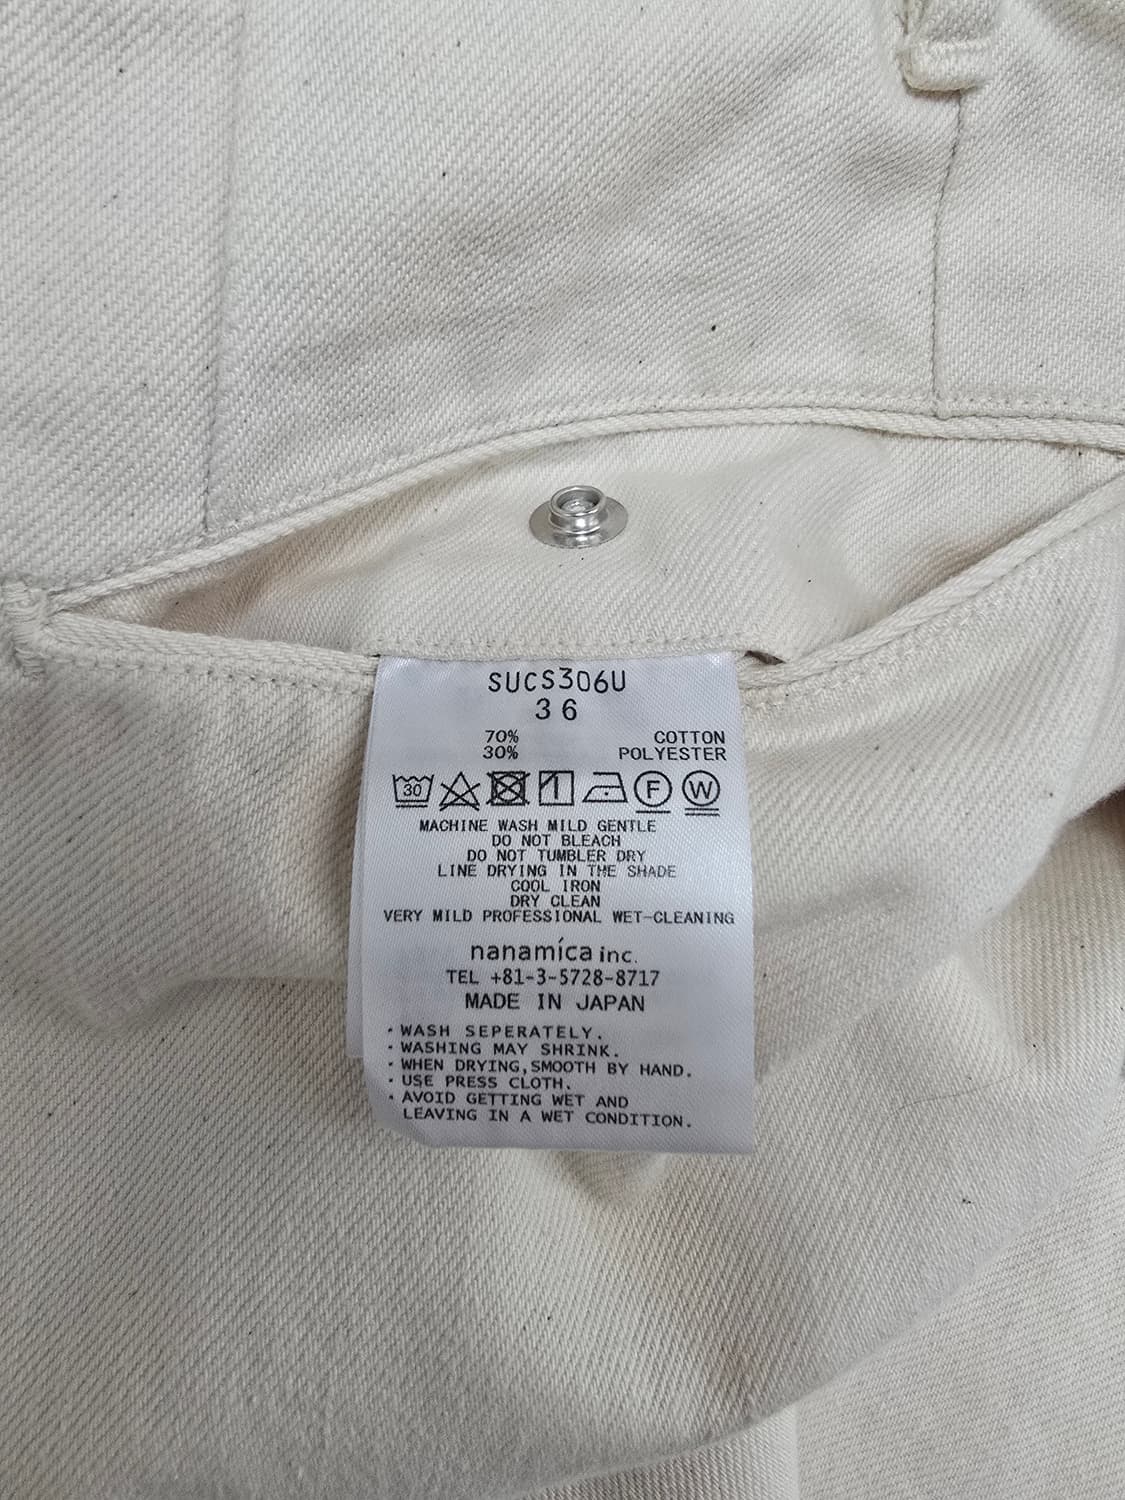 SUCS306U
36
70% COTTON
30% POLYESTER
30 F W
MACHINE WASH MILD GENTLE
DO NOT BLEACH
DO NOT TUMBLER DRY
LINE DRYING IN THE SHADE
COOL IRON
DRY CLEAN
VERY MILD PROFESSIONAL WET-CLEANING
nanamíca inc.
TEL +81-3-5728-8717
MADE IN JAPAN
・WASH SEPERATELY.
・WASHING MAY SHRINK.
・WHEN DRYING,SMOOTH BY HAND.
・USE PRESS CLOTH.
・AVOID GETTING WET AND
LEAVING IN A WET CONDITION.